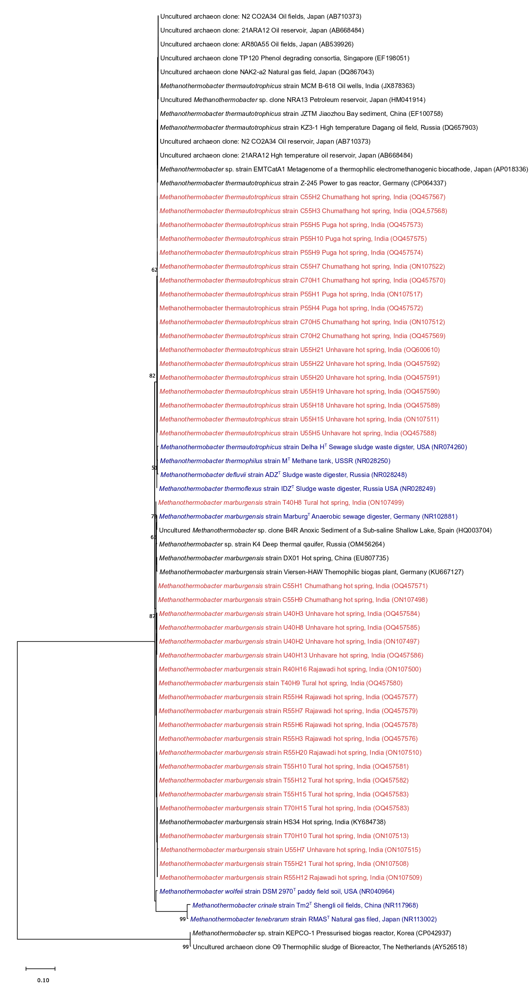 Uncultured archaeon clone: N2 CO2A34 Oil fields, Japan (AB710373)
Uncultured archaeon clone: 21ARA12 Oil reservoir, Japan (AB668484)
Uncultured archaeon clone: AR80A55 Oil fields, Japan (AB539926)
Uncultured archaeon clone TP120 Phenol degrading consortia, Singapore (EF198051)
Uncultured archaeon clone NAK2-a2 Natural gas field, Japan (DQ867043)
Methanothermobacter thermautotrophicus strain MCM B-618 Oil wells, India (JX878363)
Uncultured Methanothermobacter sp. clone NRA13 Petroleum reservoir, Japan (HM041914)
Methanothermobacter thermautotrophicus strain JZTM Jiaozhou Bay sediment, China (EF100758)
Methanothermobacter thermautotrophicus strain KZ3-1 High temperature Dagang oil field, Russia (DQ657903)
Uncultured archaeon clone: N2 CO2A34 Oil reservoir, Japan (AB710373)
Uncultured archaeon clone: 21ARA12 Hgh temperature oil reservoir, Japan (AB668484)
Methanothermobacter sp. strain EMTCatA1 Metagenome of a thermophilic electromethanogenic biocathode, Japan (AP018336)
Methanothermobacter thermautotrophicus strain Z-245 Power to gas reactor, Germany (CP064337)
Methanothermobacter thermautotrophicus strain C55H2 Chumathang hot spring, India (OQ457567)
Methanothermobacter thermautotrophicus strain C55H3 Chumathang hot spring, India (OQ4,57568)
Methanothermobacter thermautotrophicus strain P55H5 Puga hot spring, India (OQ457573)
Methanothermobacter thermautotrophicus strain P55H10 Puga hot spring, India (OQ457575)
Methanothermobacter thermautotrophicus strain P55H9 Puga hot spring, India (OQ457574)
Methanothermobacter thermautotrophicus strain C55H7 Chumathang hot spring, India (ON107522)
62
Methanothermobacter thermautotrophicus strain C70H1 Chumathang hot spring, India (OQ457570)
Methanothermobacter thermautotrophicus strain P55H1 Puga hot spring, India (ON107517)
Methanothermobacter thermautotrophicus strain P55H4 Puga hot spring, India (OQ457572)
Methanothermobacter thermautotrophicus strain C70H5 Chumathang hot spring, India (ON107512)
Methanothermobacter thermautotrophicus strain C70H2 Chumathang hot spring, India (OQ457569)
Methanothermobacter thermautotrophicus strain U55H21 Unhavare hot spring, India (OQ600610)
Methanothermobacter thermautotrophicus strain U55H22 Unhavare hot spring, India (OQ457592)
82
Methanothermobacter thermautotrophicus strain U55H20 Unhavare hot spring, India (OQ457591)
Methanothermobacter thermautotrophicus strain U55H19 Unhavare hot spring, India (OQ457590)
Methanothermobacter thermautotrophicus strain U55H18 Unhavare hot spring, India (OQ457589)
Methanothermobacter thermautotrophicus strain U55H15 Unhavare hot spring, India (ON107511)
Methanothermobacter thermautotrophicus strain U55H5 Unhavare hot spring, India (OQ457588)
Methanothermobacter thermautotrophicus strain Delha H^T Sewage sludge waste digster, USA (NR074260)
Methanothermobacter thermophilus strain M^T Methane tank, USSR (NR028250)
51
Methanothermobacter defluvii strain ADZ^T Sludge waste digester, Russia (NR028248)
Methanothermobacter thermoflexus strain IDZ^T Sludge waste digester, Russia USA (NR028249)
Methanothermobacter marburgensis strain T40H8 Tural hot spring, India (ON107499)
Methanothermobacter marburgensis strain Marburg^T Anaerobic sewage digester, Germany (NR102881)
Uncultured Methanothermobacter sp. clone B4R Anoxic Sediment of a Sub-saline Shallow Lake, Spain (HQ003704)
Methanothermobacter sp. strain K4 Deep thermal qauifer, Russia (OM456264)
Methanothermobacter marburgensis strain DX01 Hot spring, China (EU807735)
Methanothermobacter marburgensis strain Viersen-HAW Themophilic biogas plant, Germany (KU667127)
Methanothermobacter marburgensis strain C55H1 Chumathang hot spring, India (OQ457571)
Methanothermobacter marburgensis strain C55H9 Chumathang hot spring, India (ON107498)
87
Methanothermobacter marburgensis strain U40H3 Unhavare hot spring, India (OQ457584)
Methanothermobacter marburgensis strain U40H8 Unhavare hot spring, India (OQ457585)
Methanothermobacter marburgensis strain U40H2 Unhavare hot spring, India (ON107497)
Methanothermobacter marburgensis strain U40H13 Unhavare hot spring, India (OQ457586)
Methanothermobacter marburgensis strain R40H16 Rajawadi hot spring, India (ON107500)
Methanothermobacter marburgensis stain T40H9 Tural hot spring, India (OQ457580)
Methanothermobacter marburgensis strain R55H4 Rajawadi hot spring, India (OQ457577)
Methanothermobacter marburgensis strain R55H7 Rajawadi hot spring, India (OQ457579)
Methanothermobacter marburgensis strain R55H6 Rajawadi hot spring, India (OQ457578)
Methanothermobacter marburgensis strain R55H3 Rajawadi hot spring, India (OQ457576)
Methanothermobacter marburgensis strain R55H20 Rajawadi hot spring, India (ON107510)
Methanothermobacter marburgensis strain T55H10 Tural hot spring, India (OQ457581)
Methanothermobacter marburgensis strain T55H12 Tural hot spring, India (OQ457582)
Methanothermobacter marburgensis strain T55H15 Tural hot spring, India (OQ457583)
Methanothermobacter marburgensis strain T70H15 Tural hot spring, India (OQ457583)
Methanothermobacter marburgensis strain HS34 Hot spring, India (KY684738)
Methanothermobacter marburgensis strain T70H10 Tural hot spring, India (ON107513)
Methanothermobacter marburgensis strain U55H7 Unhavare hot spring, India (ON107515)
Methanothermobacter marburgensis strain T55H21 Tural hot spring, India (ON107508)
Methanothermobacter marburgensis strain R55H12 Rajawadi hot spring, India (ON107509)
Methanothermobacter wolfeii strain DSM 2970^T paddy field soil, USA (NR040964)
Methanothermobacter crinale strain Tm2^T Shengli oil fields, China (NR117968)
99
Methanothermobacter tenebrarum strain RMAS^T Natural gas filed, Japan (NR113002)
Methanothermobacter sp. strain KEPCO-1 Pressurised biogas reactor, Korea (CP042937)
99
Uncultured archaeon clone O9 Thermophilic sludge of Bioreactor, The Netherlands (AY526518)
0.10